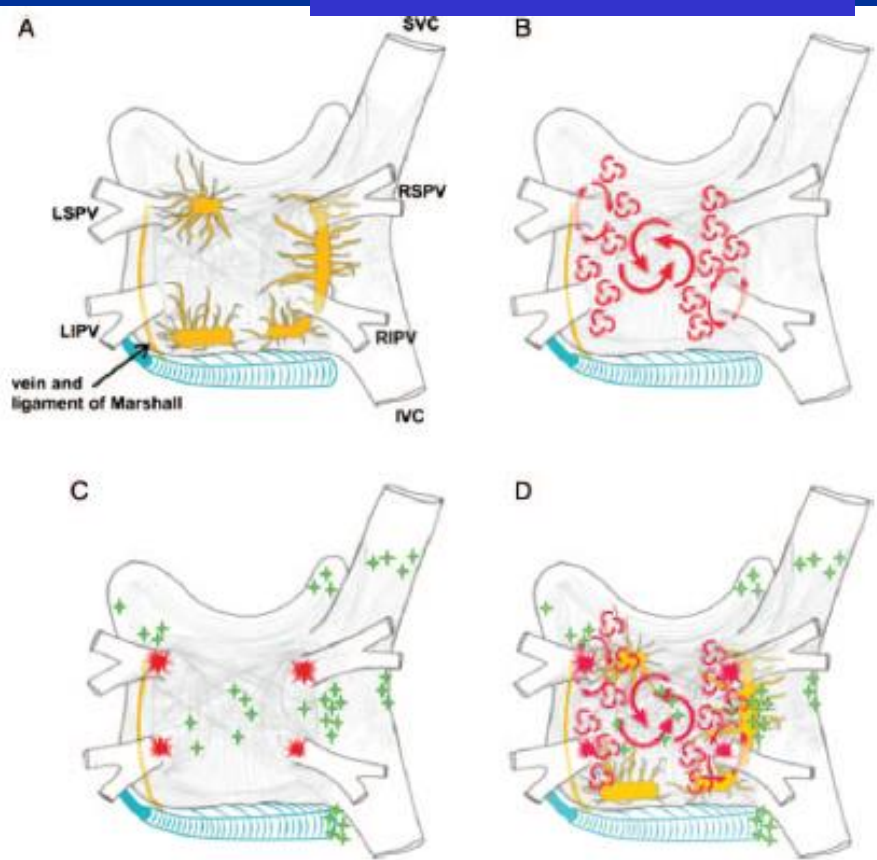 A
SVC
B
LSPV
RSPV
LIPV
RIPV
vein and
ligament of Marshall
IVC
C
D